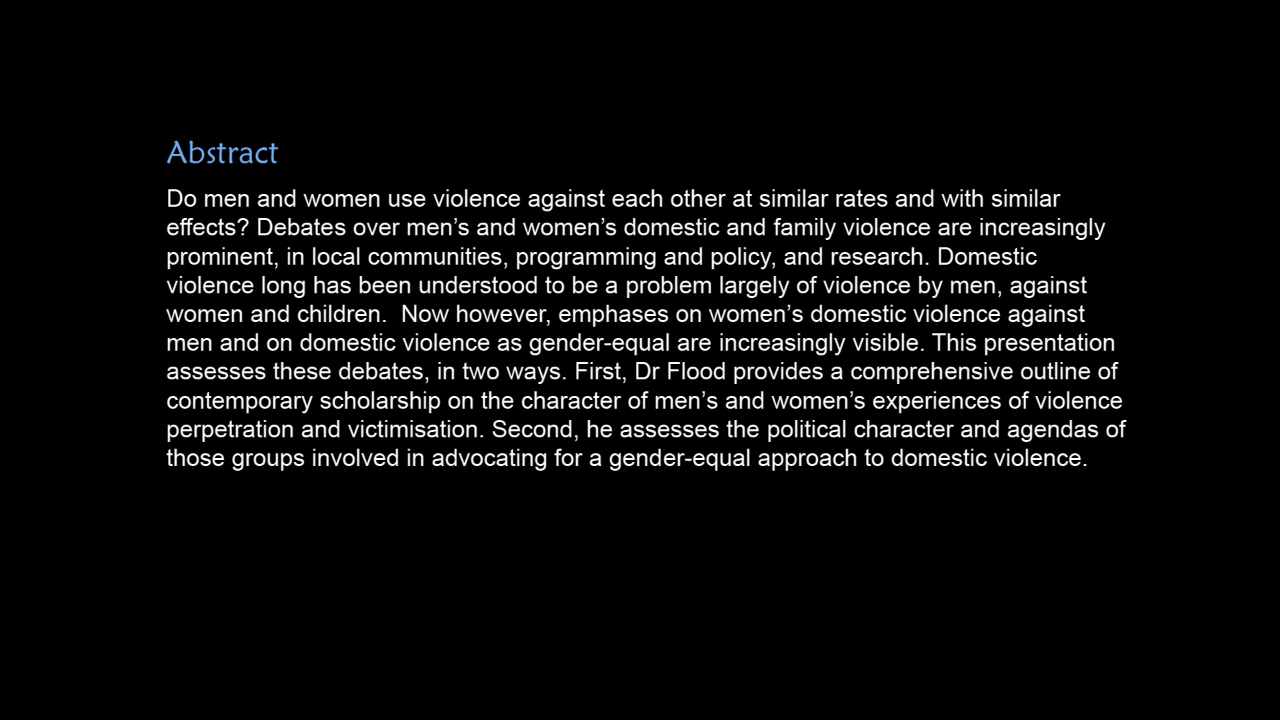 Abstract
Do men and women use violence against each other at similar rates and with similar
effects? Debates over men’s and women’s domestic and family violence are increasingly
prominent, in local communities, programming and policy, and research. Domestic
violence long has been understood to be a problem largely of violence by men, against
women and children.  Now however, emphases on women’s domestic violence against
men and on domestic violence as gender-equal are increasingly visible. This presentation
assesses these debates, in two ways. First, Dr Flood provides a comprehensive outline of
contemporary scholarship on the character of men’s and women’s experiences of violence
perpetration and victimisation. Second, he assesses the political character and agendas of
those groups involved in advocating for a gender-equal approach to domestic violence.